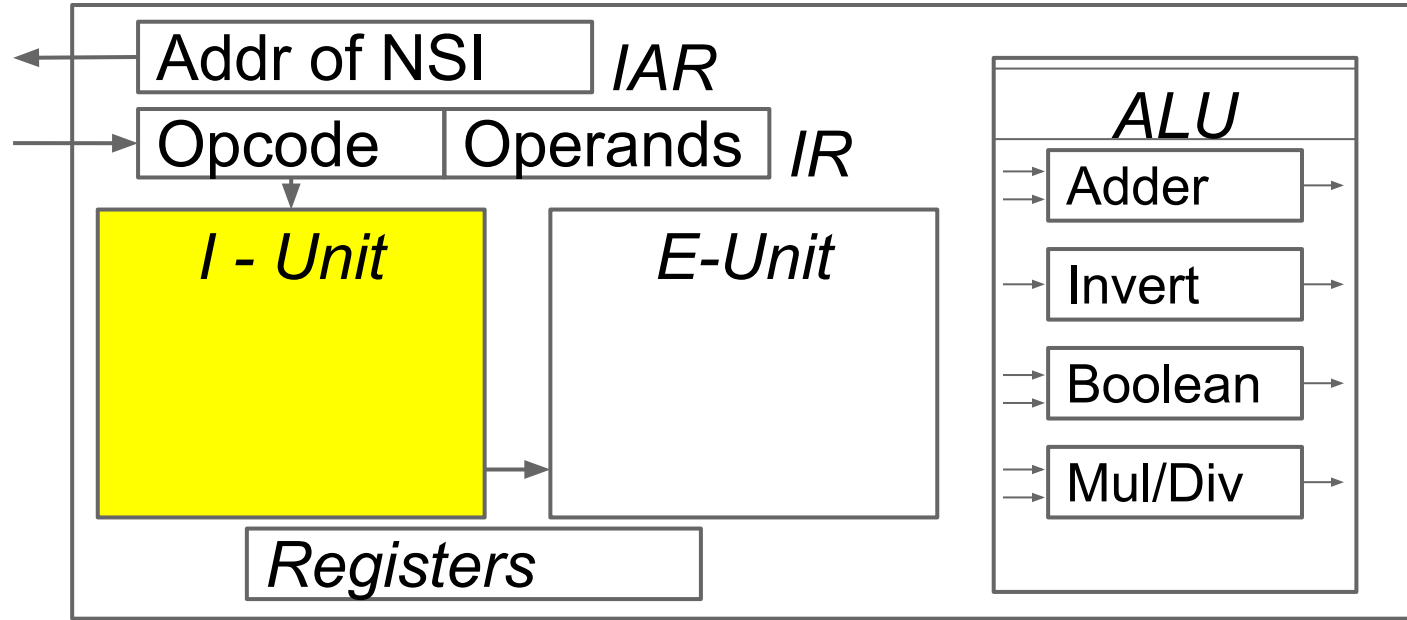 Addr of NSI IAR
Opcode Operands IR
I - Unit
E-Unit
Registers
ALU
Adder
Invert
Boolean
Mul/Div